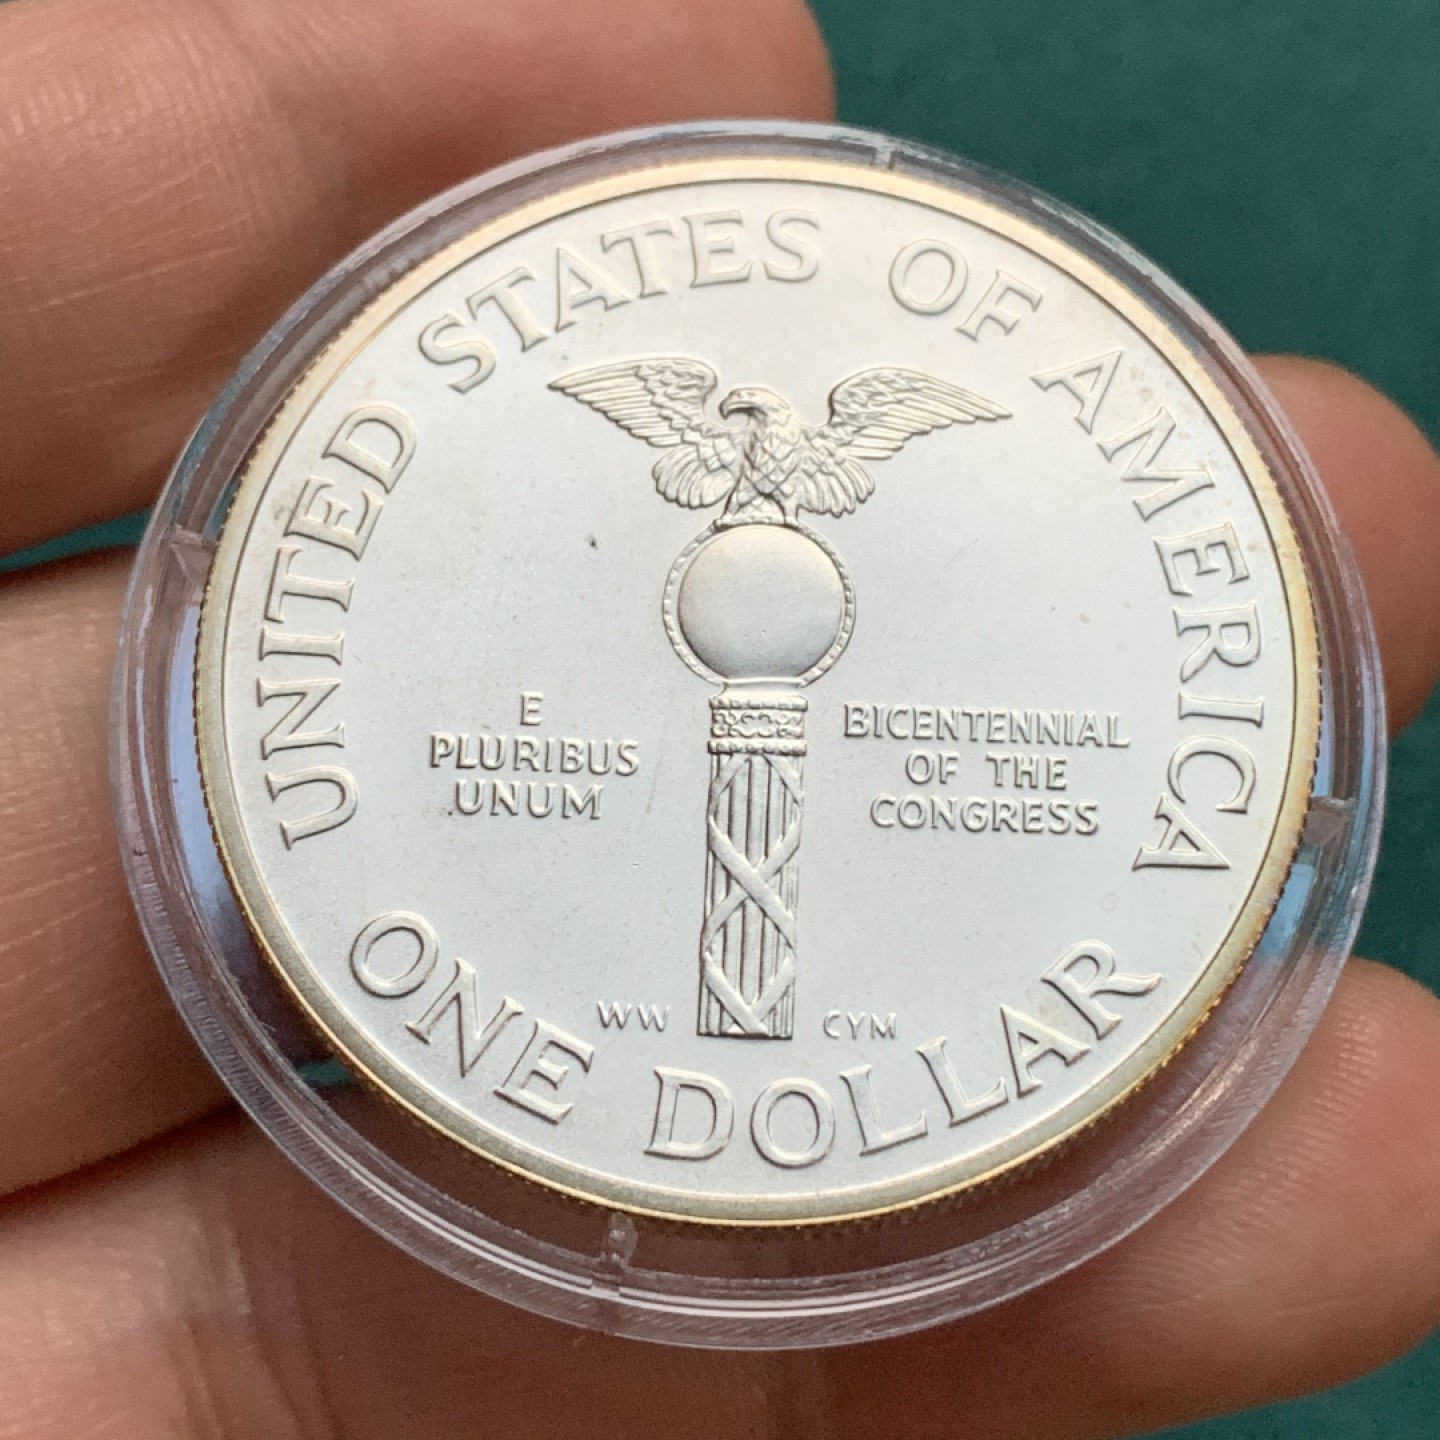 UNITED STATES OF AMERICA
E
PLURIBUS
UNUM
BICENTENNIAL
OF THE
CONGRESS
WW
CYM
ONE DOLLAR